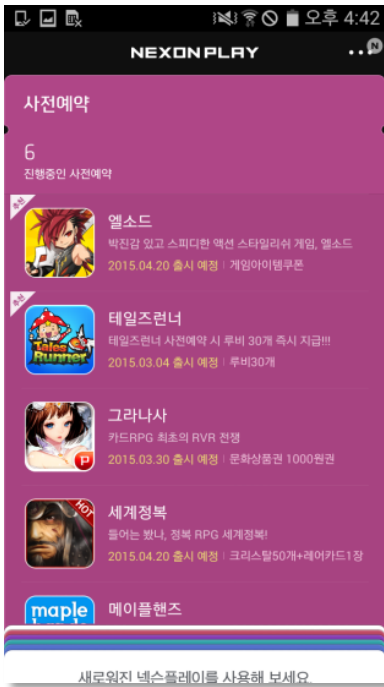 오후 4:42
NEXON PLAY
N
사전예약
6
진행중인 사전예약
추천
엘소드
박진감 있고 스피디한 액션 스타일리쉬 게임, 엘소드
2015.04.20 출시 예정 | 게임아이템쿠폰
추천
Tales
Runner
테일즈런너
테일즈런너 사전예약 시 루비 30개 즉시 지급!!!
2015.03.04 출시 예정 | 루비30개
P
그라나사
카드RPG 최초의 RVR 전쟁
2015.03.30 출시 예정 | 문화상품권 1000원권
HOT
세계정복
들어는 봤나, 정복 RPG 세계정복!
2015.04.20 출시 예정 | 크리스탈50개+레어카드1장
maple
메이플핸즈
새로워진 넥슨플레이를 사용해 보세요